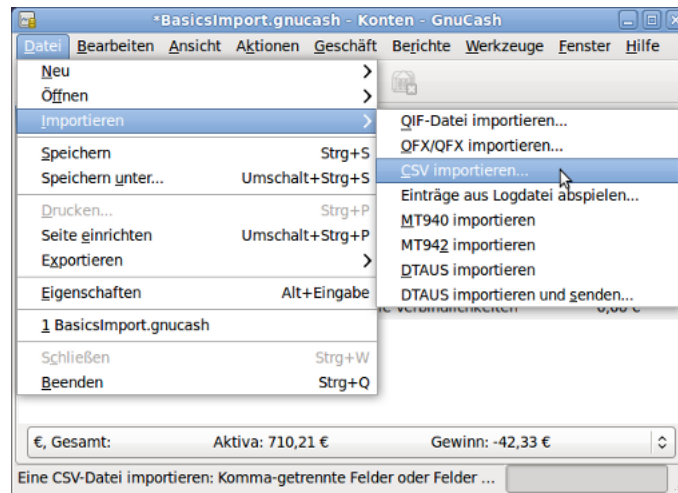 *BasicsImport.gnucash - Konten - GnuCash
Datei Bearbeiten Ansicht Aktionen Geschäft Berichte Werkzeuge Fenster Hilfe
Neu
Öffnen
Importieren
Speichern Strg+S
Speichern unter... Umschalt+Strg+S
Drucken... Strg+P
Seite einrichten Umschalt+Strg+P
Exportieren
Eigenschaften Alt+Eingabe
1 BasicsImport.gnucash
Schließen Strg+W
Beenden Strg+Q
QIF-Datei importieren...
OFX/QFX importieren...
CSV importieren...
Einträge aus Logdatei abspielen...
MT940 importieren
MT942 importieren
DTAUS importieren
DTAUS importieren und senden...
€, Gesamt: Aktiva: 710,21 € Gewinn: -42,33 €
Eine CSV-Datei importieren: Komma-getrennte Felder oder Felder ...